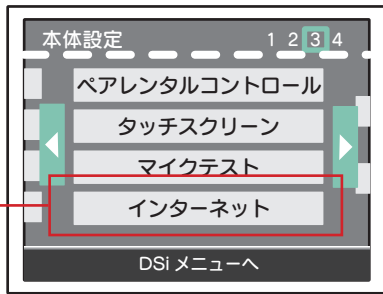 本体設定 1 2 3 4
ペアレンタルコントロール
タッチスクリーン
マイクテスト
インターネット
DSi メニューへ